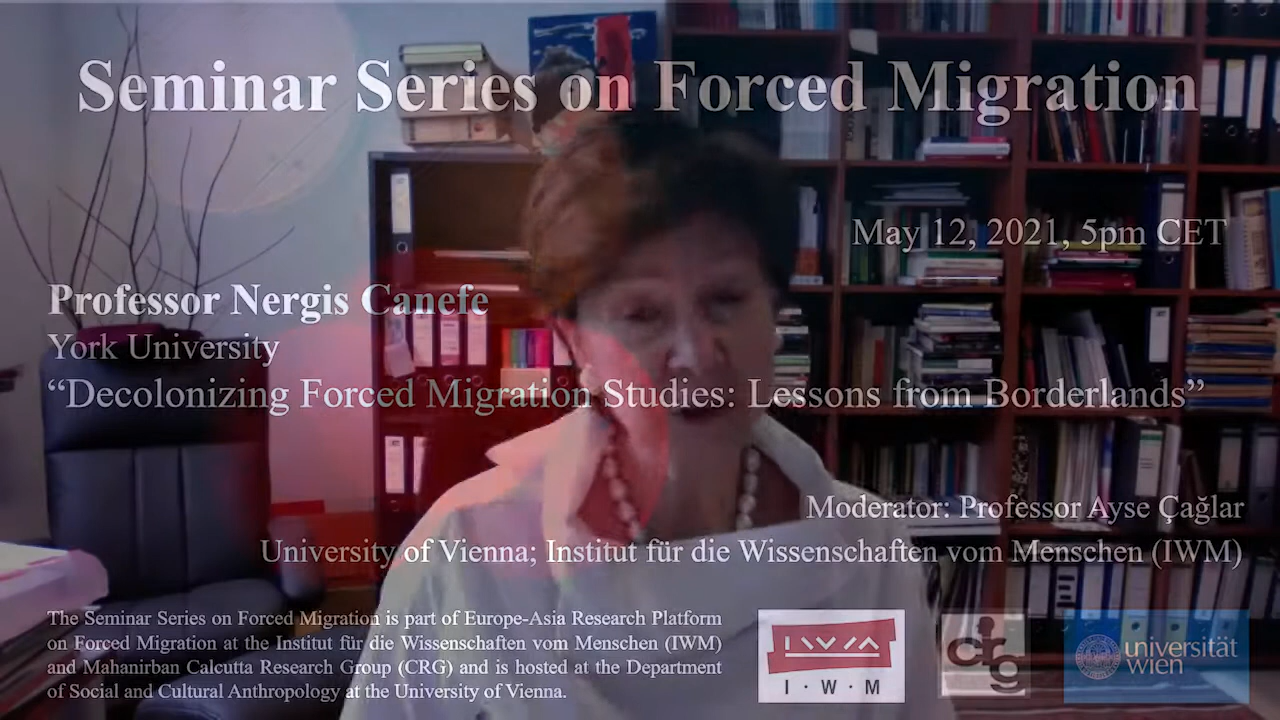 Seminar Series on Forced Migration
May 12, 2021, 5pm CET
Professor Nergis Canefe
York University
“Decolonizing Forced Migration Studies: Lessons from Borderlands”
Moderator: Professor Ayse Çağlar
University of Vienna; Institut für die Wissenschaften vom Menschen (IWM)
The Seminar Series on Forced Migration is part of Europe-Asia Research Platform
on Forced Migration at the Institut für die Wissenschaften vom Menschen (IWM)
and Mahanirban Calcutta Research Group (CRG) and is hosted at the Department
of Social and Cultural Anthropology at the University of Vienna.
IWM
I · W · M
crg
universität
wien